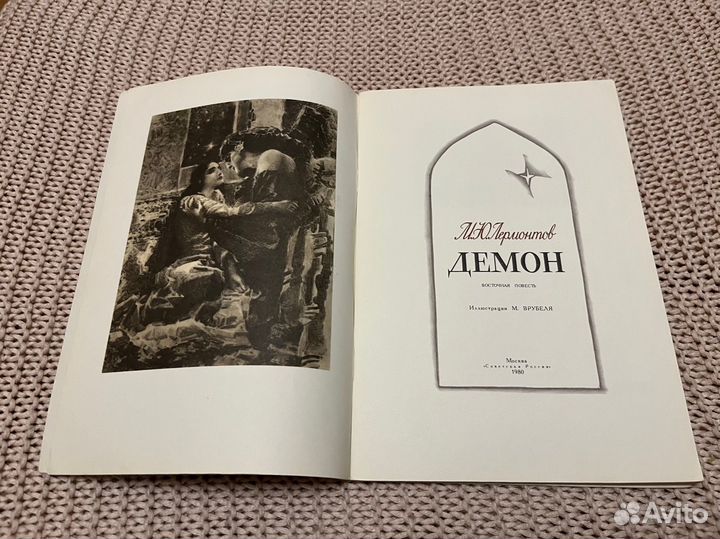 М.Ю.Лермонтов
ДЕМОН
ВОСТОЧНАЯ ПОВЕСТЬ
Иллюстрации М. ВРУБЕЛЯ
Москва
«Советская Россия»
1980
Avito